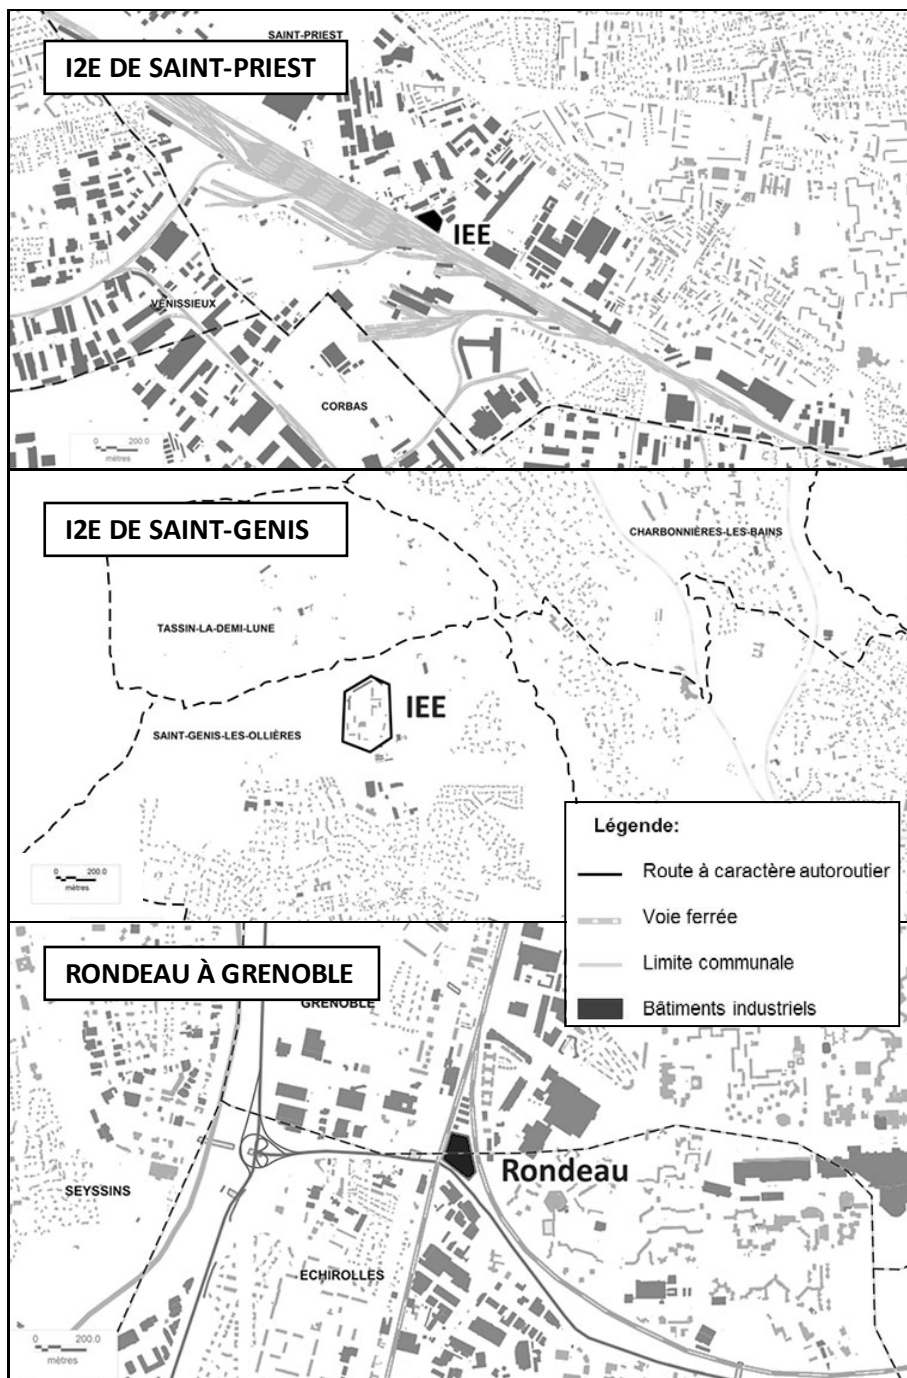 SAINT-PRIEST
I2E DE SAINT-PRIEST
IEE
VÉNISSIEUX
CORBAS
0 200.0
mètres
I2E DE SAINT-GENIS
CHARBONNIÈRES-LES-BAINS
TASSIN-LA-DEMI-LUNE
IEE
SAINT-GENIS-LES-OLLIÈRES
0 200.0
mètres
Légende:
Route à caractère autoroutier
Voie ferrée
Limite communale
Bâtiments industriels
RONDEAU À GRENOBLE
GRENOBLE
Rondeau
SEYSSINS
ECHIROLLES
0 200.0
mètres